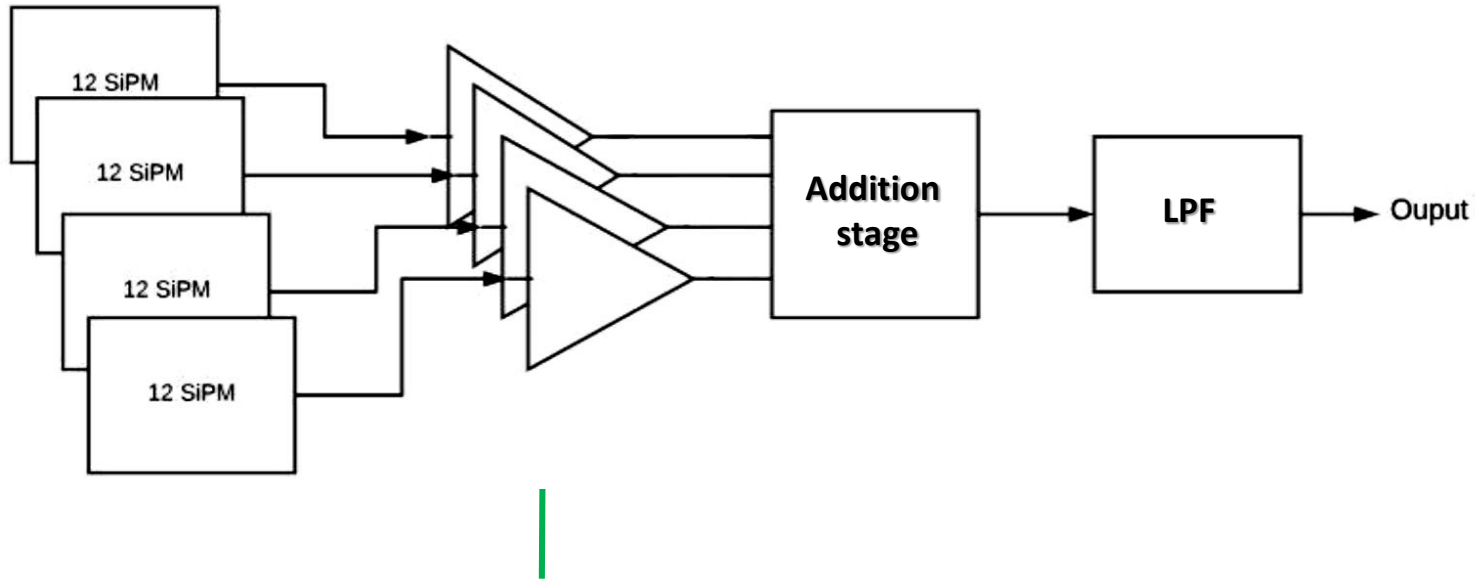 12 SiPM
12 SiPM
12 SiPM
12 SiPM
Addition
stage
LPF
Ouput